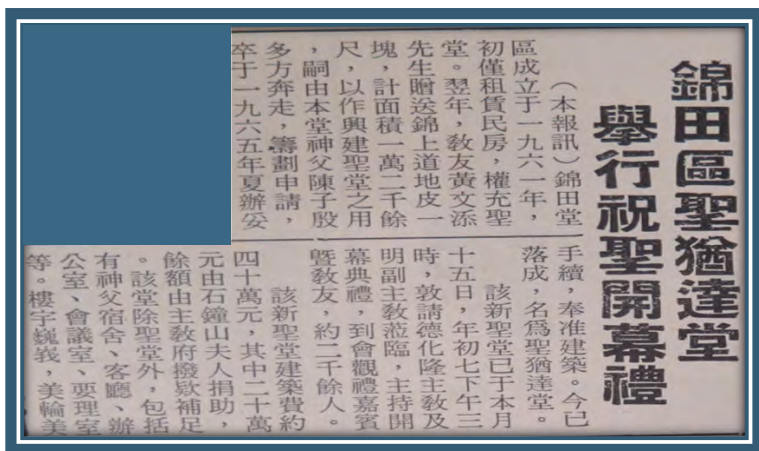 錦田區聖猶達堂
舉行祝聖開幕禮
（本報訊）錦田堂
區成立于一九六一年，
初僅租賃民房，權充聖
堂。翌年，教友黃文添
先生贈送錦上道地皮一
塊，計面積一萬二千餘
尺，以作興建聖堂之用
，嗣由本堂神父陳子殷
多方奔走，籌劃申請，
卒于一九六五年夏辦妥
手續，奉准建築。今已
落成，名爲聖猶達堂。
該新聖堂已于本月
十五日，年初七下午三
時，敦請德化隆主教及
明副主教蒞臨，主持開
幕典禮，到會觀禮嘉賓
暨教友，約二千餘人。
該新聖堂建築費約
四十萬元，其中二十萬
元由石鐘山夫人捐助，
餘額由主教府撥欵補足
。該堂除聖堂外，包括
有神父宿舍、客廳、辦
公室、會議室、要理室
等。樓宇巍峩，美輪美